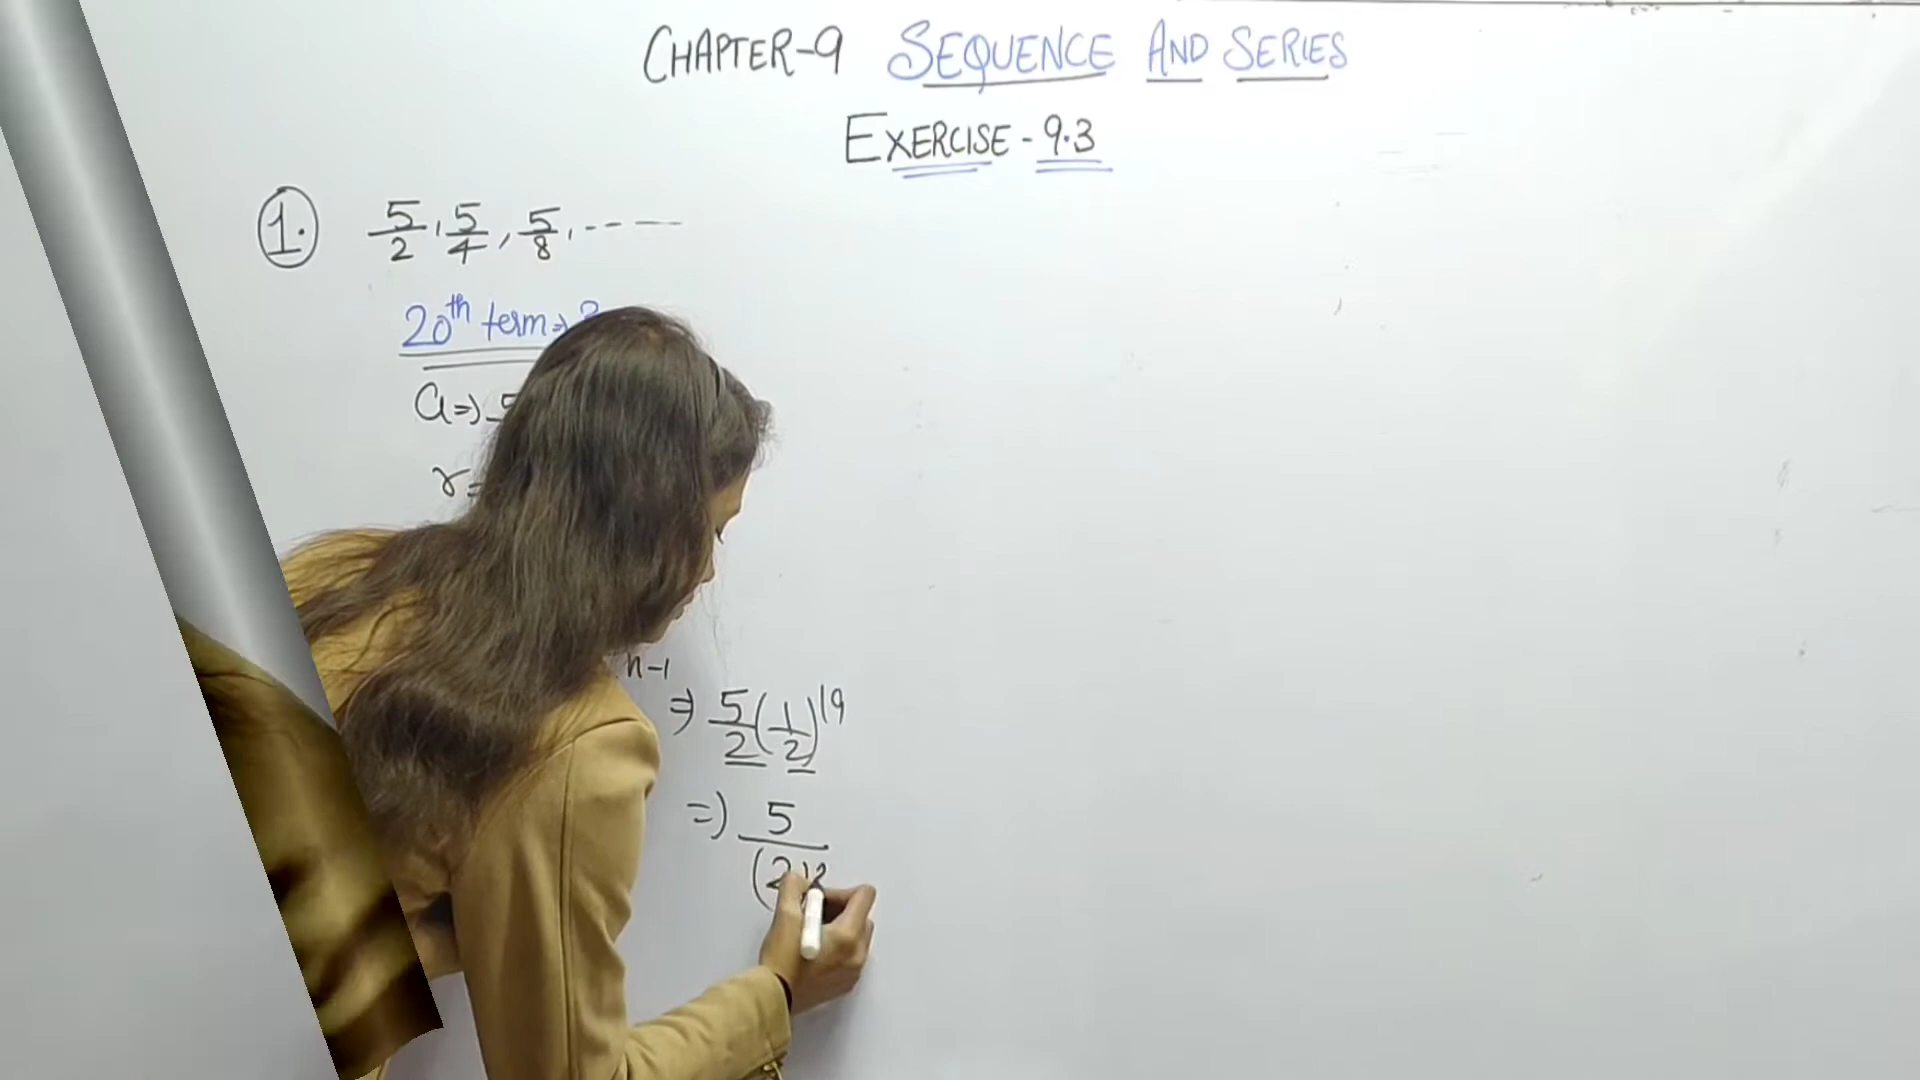 CHAPTER-9 SEQUENCE AND SERIES
EXERCISE - 9.3
1. 5/2, 5/4, 5/8, -----
20th term =>
a =>
r =
n-1
=> 5/2 (1/2)^19
=> 5/(2)